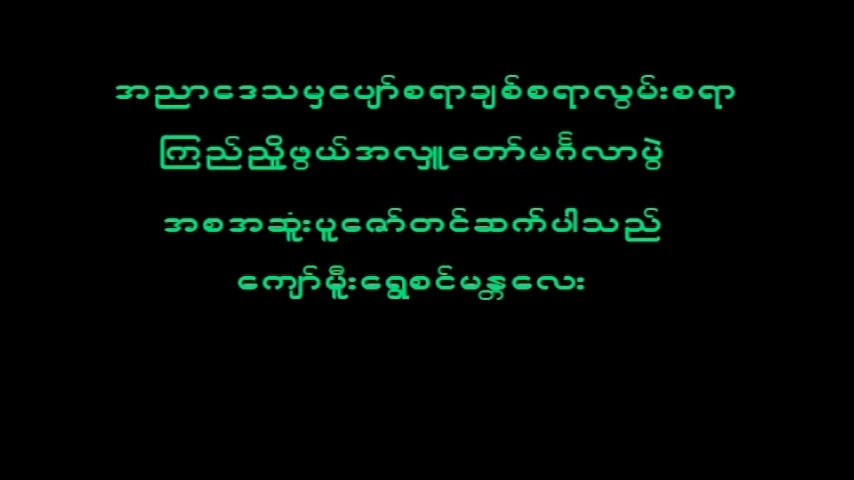 အညာဒေသမှပျော်စရာချစ်စရာလွမ်းစရာ
ကြည်ညှို့ဖွယ်အလှူတော်မင်္ဂလာပွဲ
အစအဆုံးပူဇော်တင်ဆက်ပါသည်
ကျော်မှီးရွှေစင်မန္တလေး